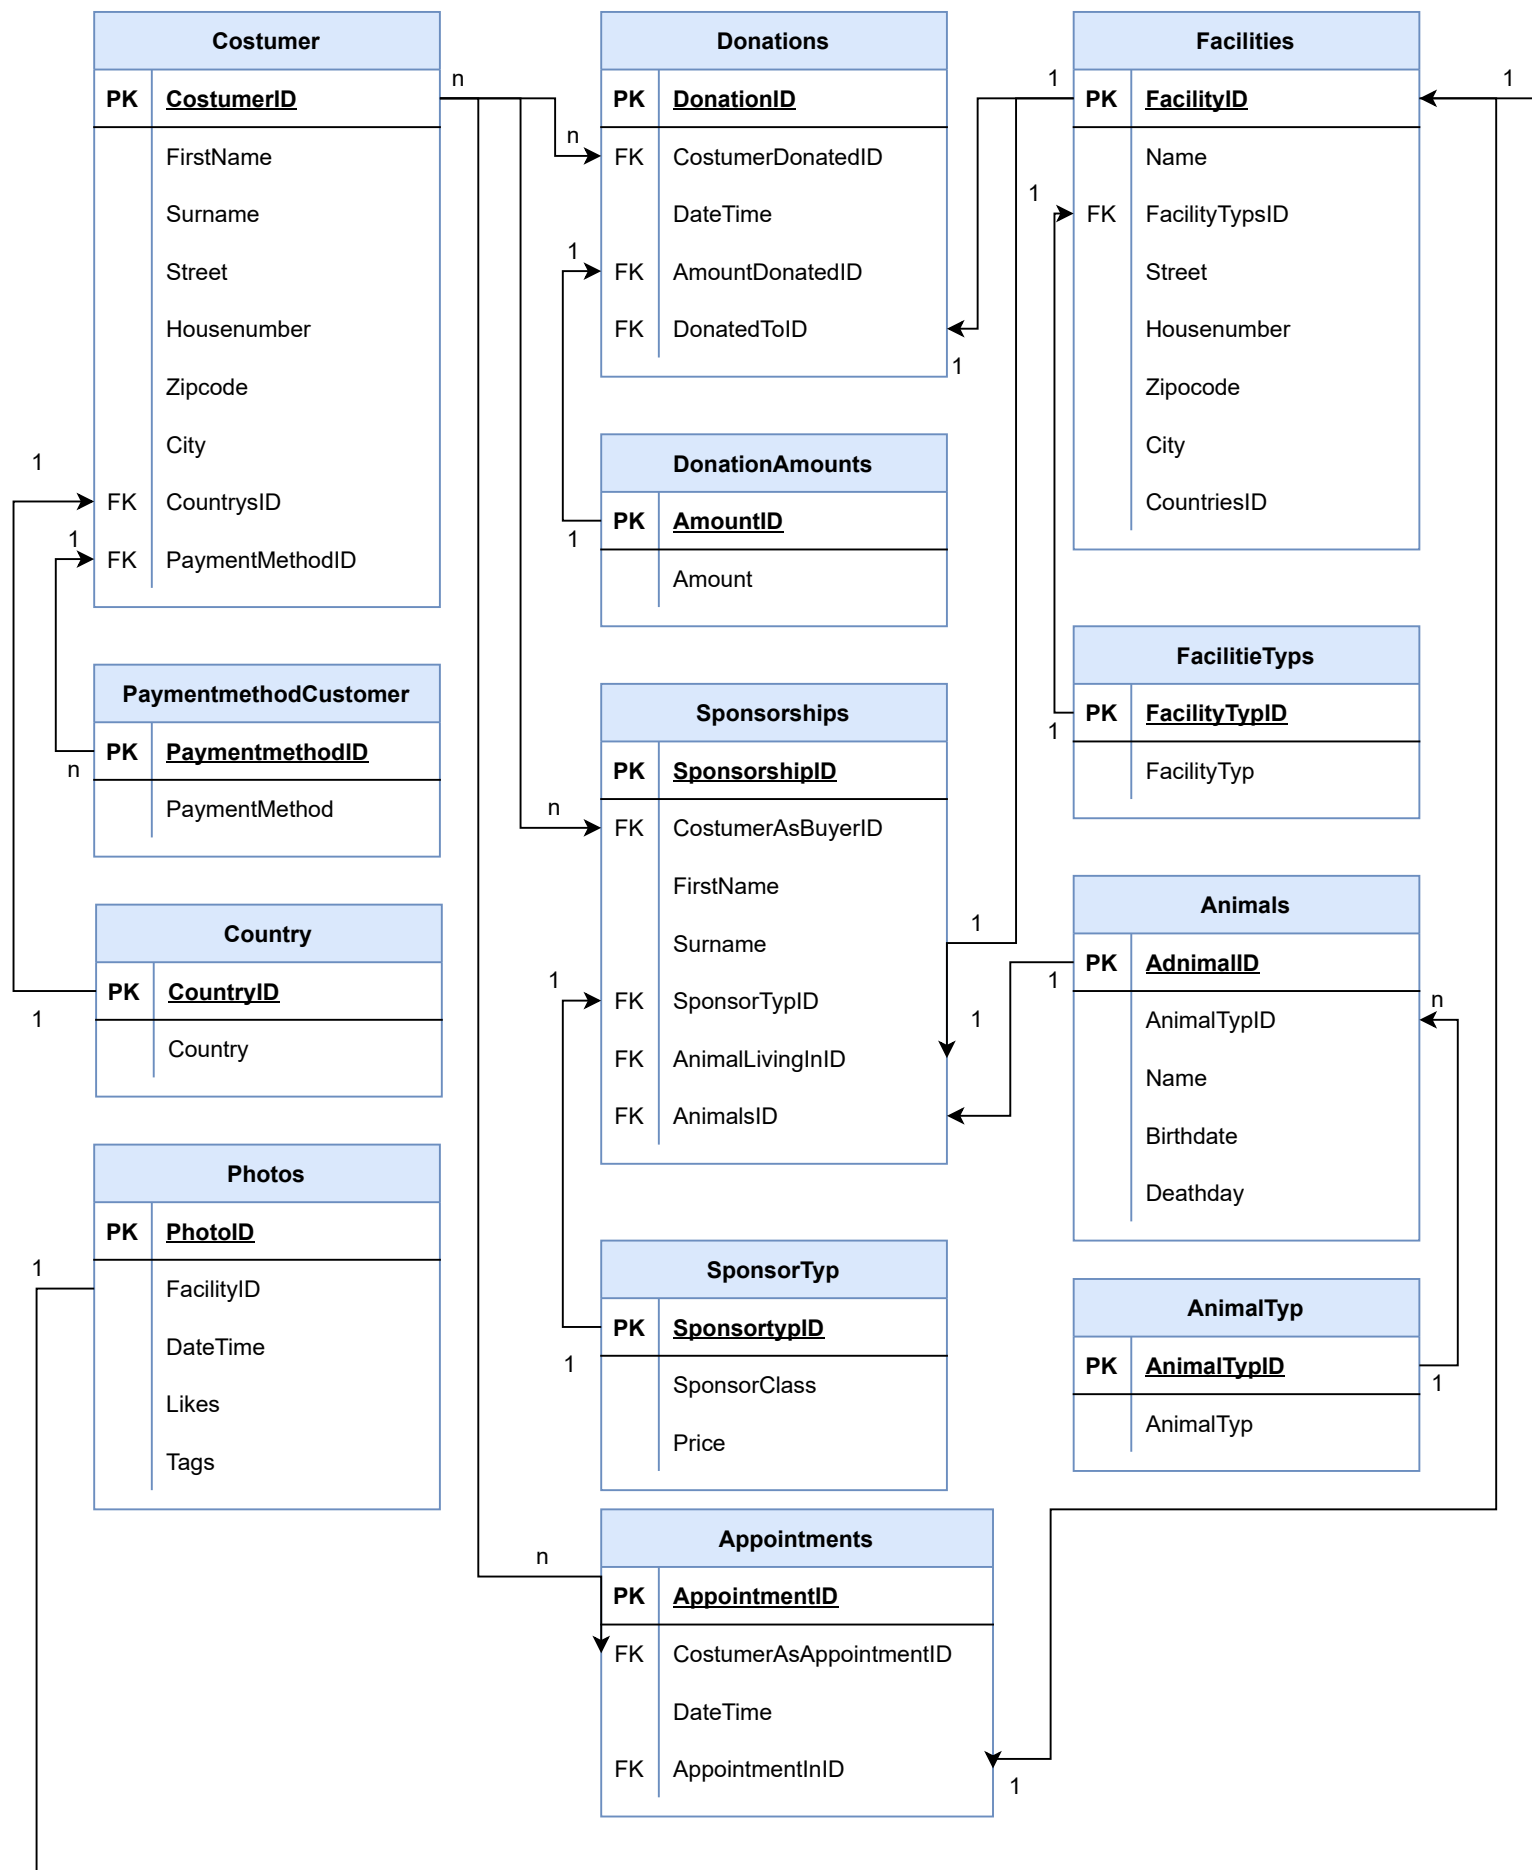 Costumer
PK CostumerID
FirstName
Surname
Street
Housenumber
Zipcode
City
FK CountrysID
FK PaymentMethodID
n
1
1
PaymentmethodCustomer
PK PaymentmethodID
PaymentMethod
n
Country
PK CountryID
Country
1
Photos
PK PhotoID
FacilityID
DateTime
Likes
Tags
1
Donations
PK DonationID
FK CostumerDonatedID
DateTime
FK AmountDonatedID
FK DonatedToID
n
1
1
DonationAmounts
PK AmountID
Amount
1
Sponsorships
PK SponsorshipID
FK CostumerAsBuyerID
FirstName
Surname
FK SponsorTypID
FK AnimalLivingInID
FK AnimalsID
n
1
1
1
SponsorTyp
PK SponsortypID
SponsorClass
Price
1
Appointments
PK AppointmentID
FK CostumerAsAppointmentID
DateTime
FK AppointmentInID
n
1
Facilities
PK FacilityID
Name
FK FacilityTypsID
Street
Housenumber
Zipocode
City
CountriesID
1
1
1
FacilitieTyps
PK FacilityTypID
FacilityTyp
1
Animals
PK AdnimalID
AnimalTypID
Name
Birthdate
Deathday
1
n
AnimalTyp
PK AnimalTypID
AnimalTyp
1